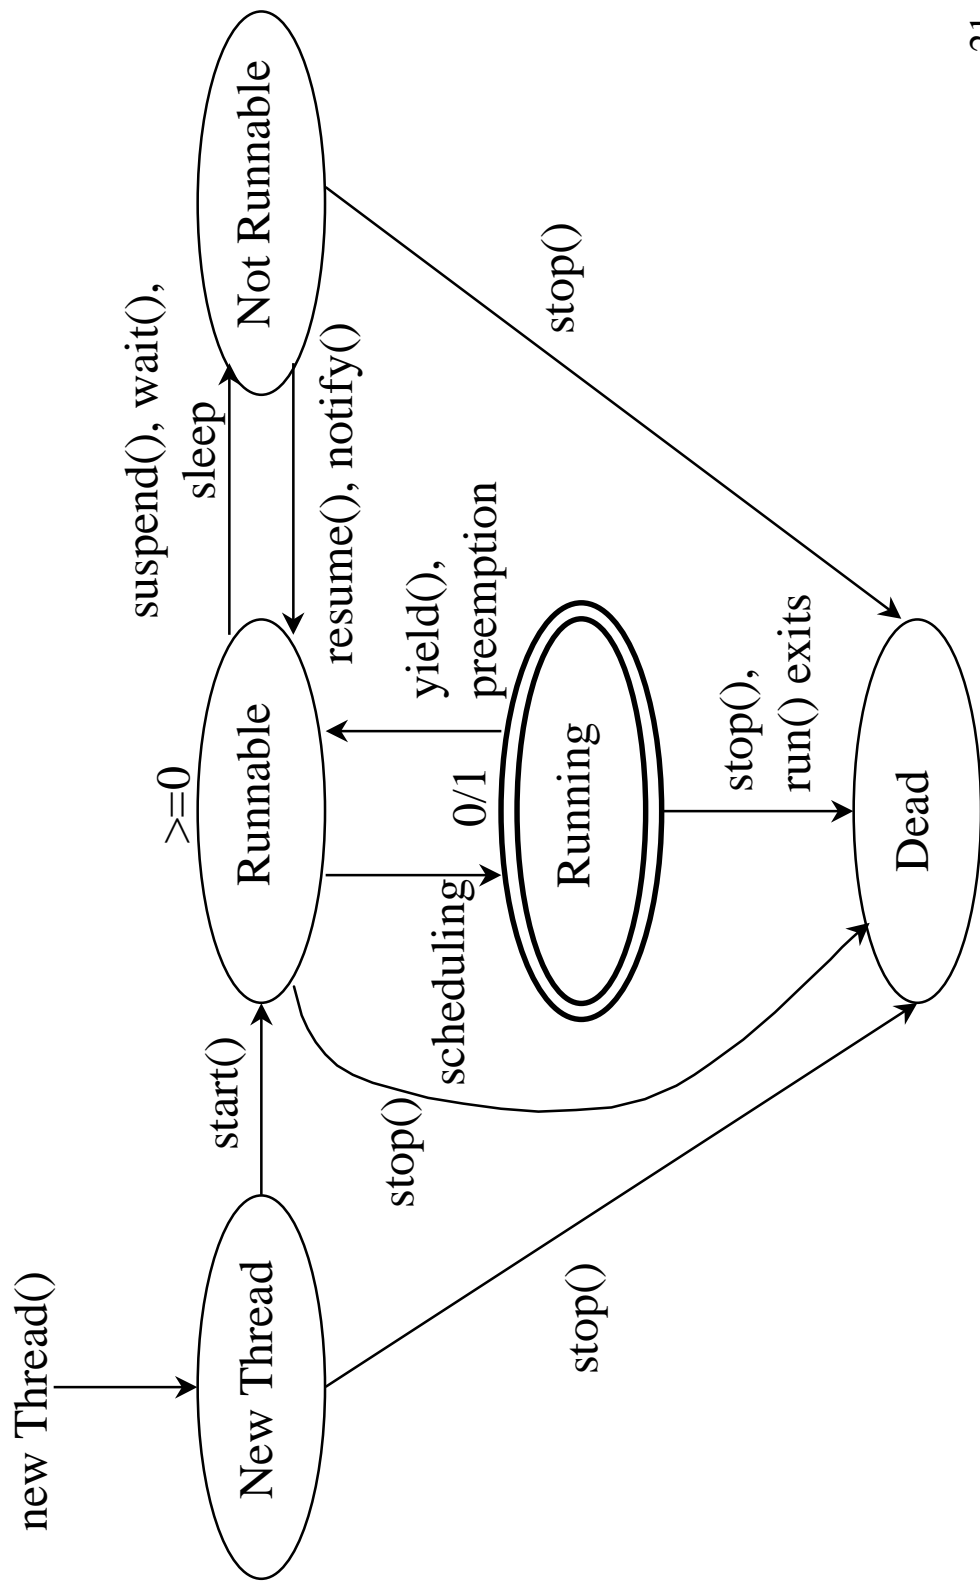 new Thread()
New Thread
start()
>=0
Runnable
suspend(), wait(),
sleep
resume(), notify()
Not Runnable
stop()
scheduling
0/1
yield(),
preemption
Running
stop()
stop(),
run() exits
stop()
Dead